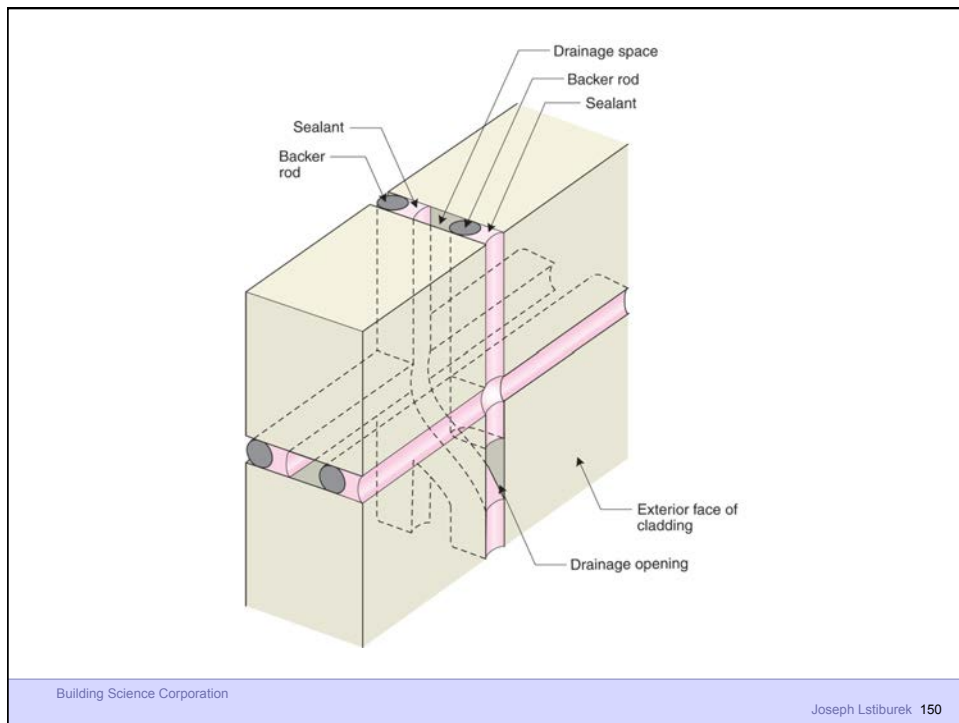 Drainage space
Backer rod
Sealant
Sealant
Backer
rod
Exterior face of
cladding
Drainage opening
Building Science Corporation
Joseph Lstiburek 150